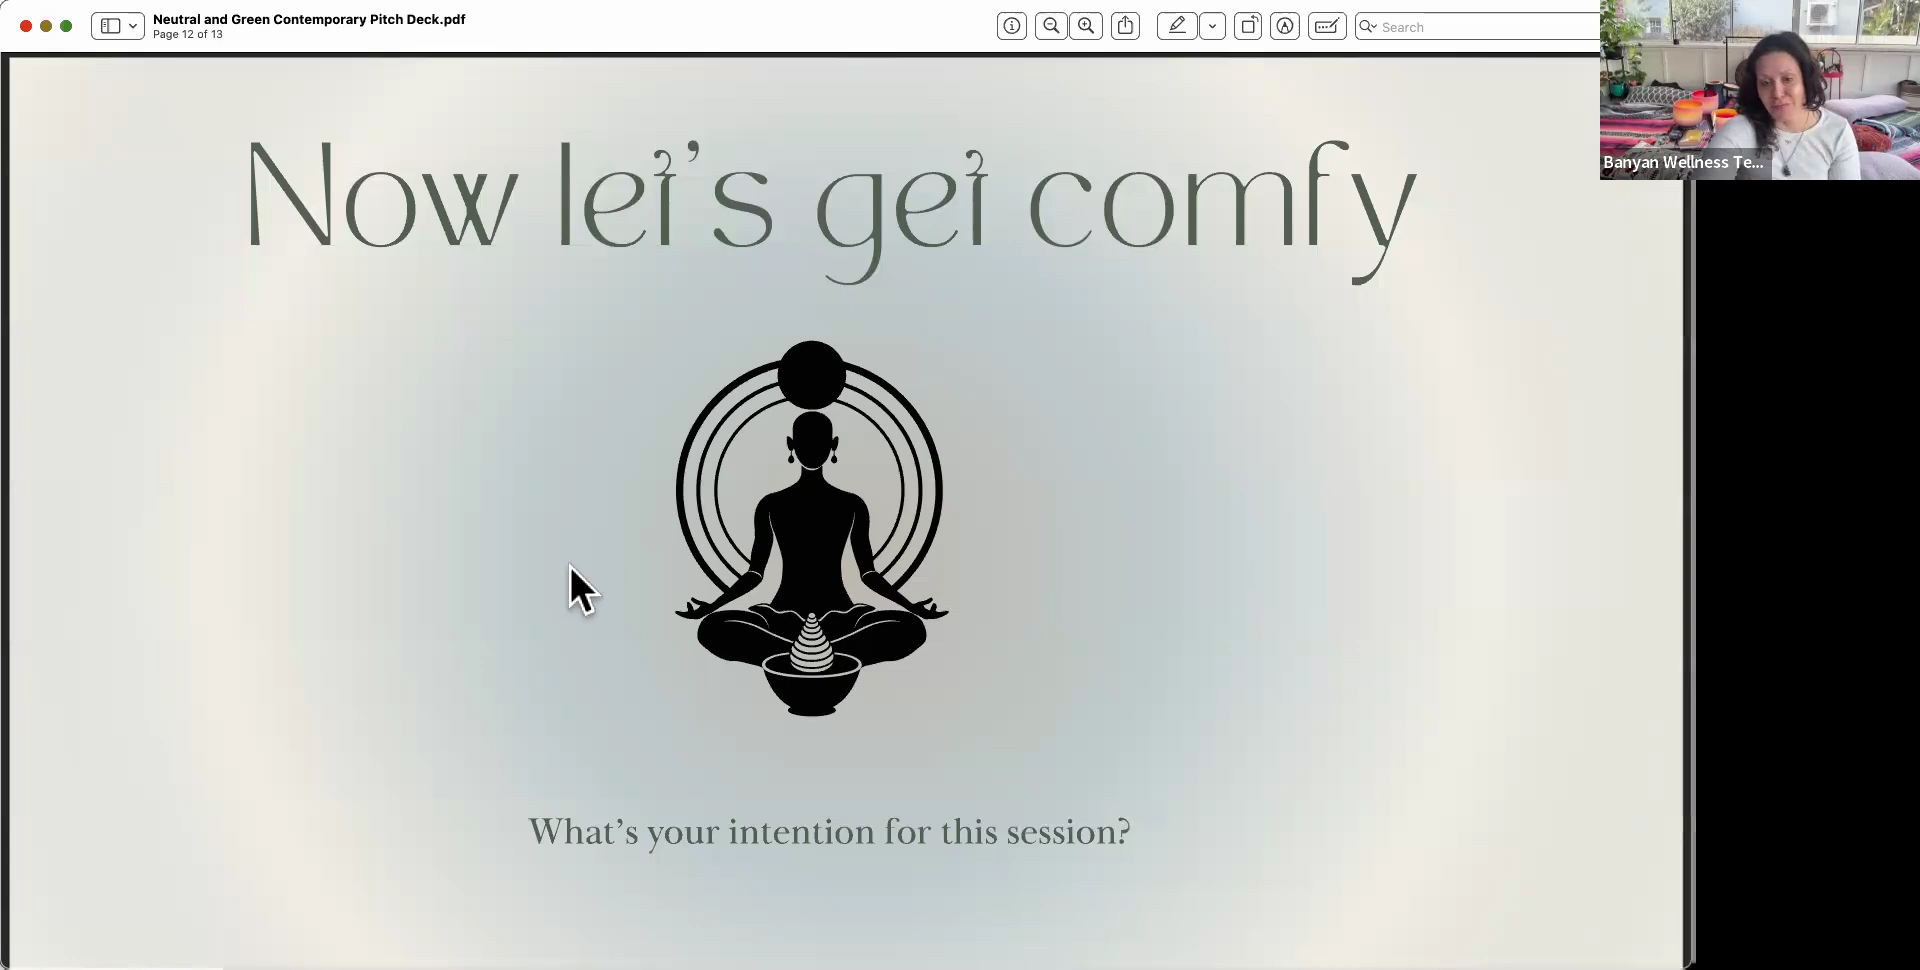 Neutral and Green Contemporary Pitch Deck.pdf
Page 12 of 13
Search
Banyan Wellness Te...
Now let's get comfy
What's your intention for this session?